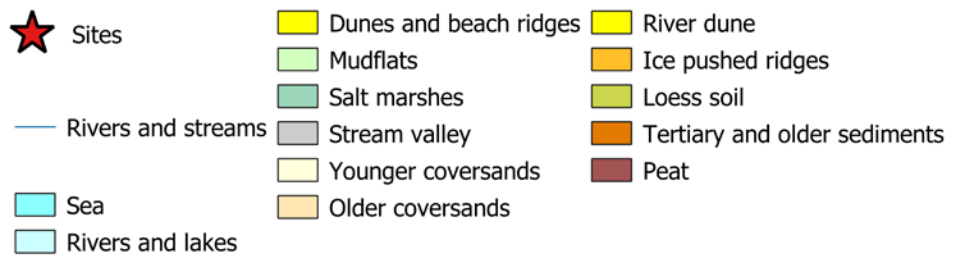 Sites
Rivers and streams
Sea
Rivers and lakes
Dunes and beach ridges
Mudflats
Salt marshes
Stream valley
Younger coversands
Older coversands
River dune
Ice pushed ridges
Loess soil
Tertiary and older sediments
Peat